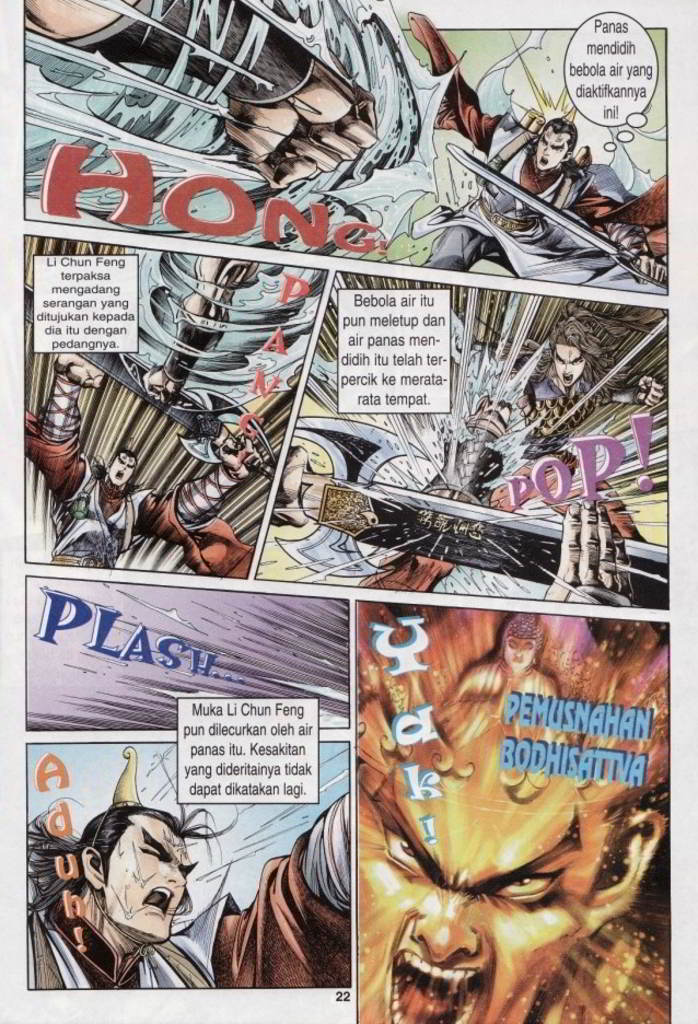 Panas
mendidih
bebola air yang
diaktifkannya
ini!
HONG!
Li Chun Feng
terpaksa
mengadang
serangan yang
ditujukan kepada
dia itu dengan
pedangnya.
PANG
Bebola air itu
pun meletup dan
air panas men-
didih itu telah ter-
percik ke merata-
rata tempat.
POP!
PLASH...
Muka Li Chun Feng
pun dilecurkan oleh air
panas itu. Kesakitan
yang dideritainya tidak
dapat dikatakan lagi.
Aduh!
Yak!
PEMUSNAHAN
BODHISATTVA
22